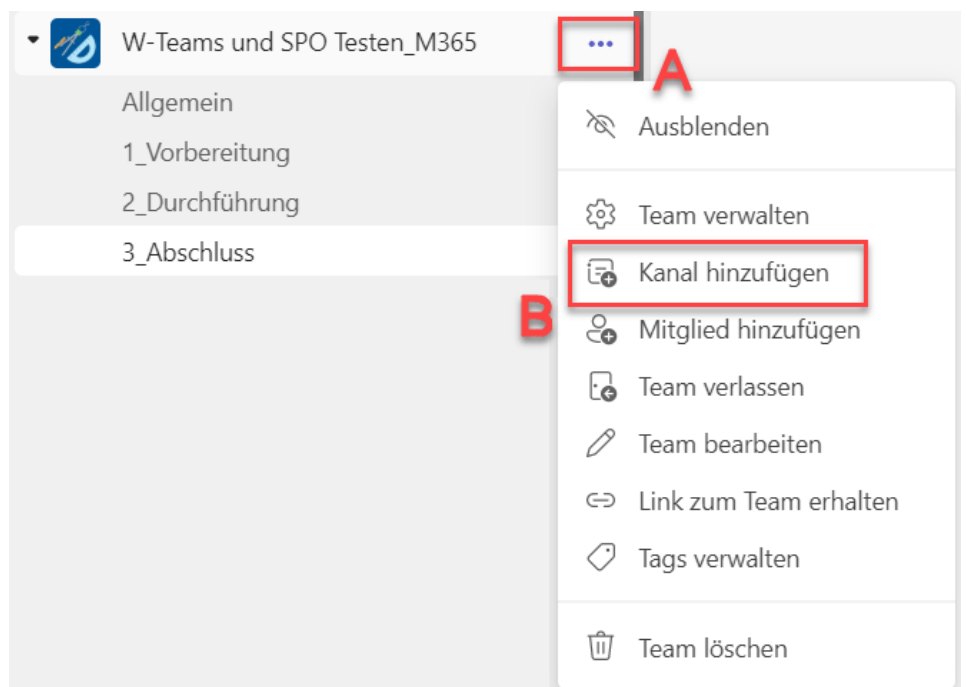 W-Teams und SPO Testen_M365
...
A
Allgemein
1_Vorbereitung
2_Durchführung
3_Abschluss
Ausblenden
Team verwalten
Kanal hinzufügen
B
Mitglied hinzufügen
Team verlassen
Team bearbeiten
Link zum Team erhalten
Tags verwalten
Team löschen